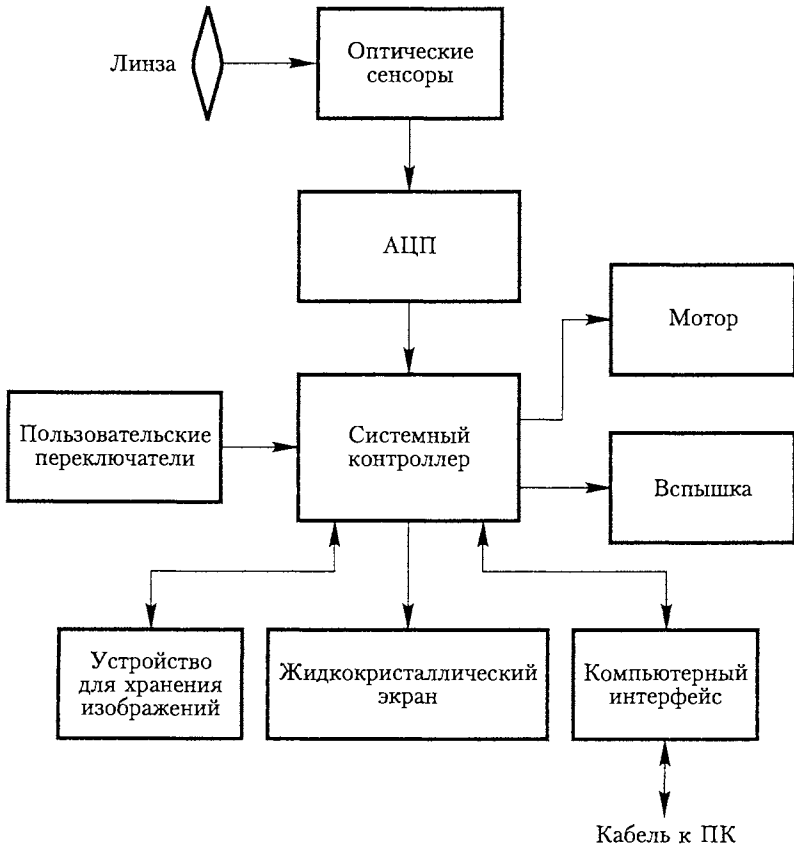 Линза
Оптические
сенсоры
АЦП
Мотор
Пользовательские
переключатели
Системный
контроллер
Вспышка
Устройство
для хранения
изображений
Жидкокристаллический
экран
Компьютерный
интерфейс
Кабель к ПК